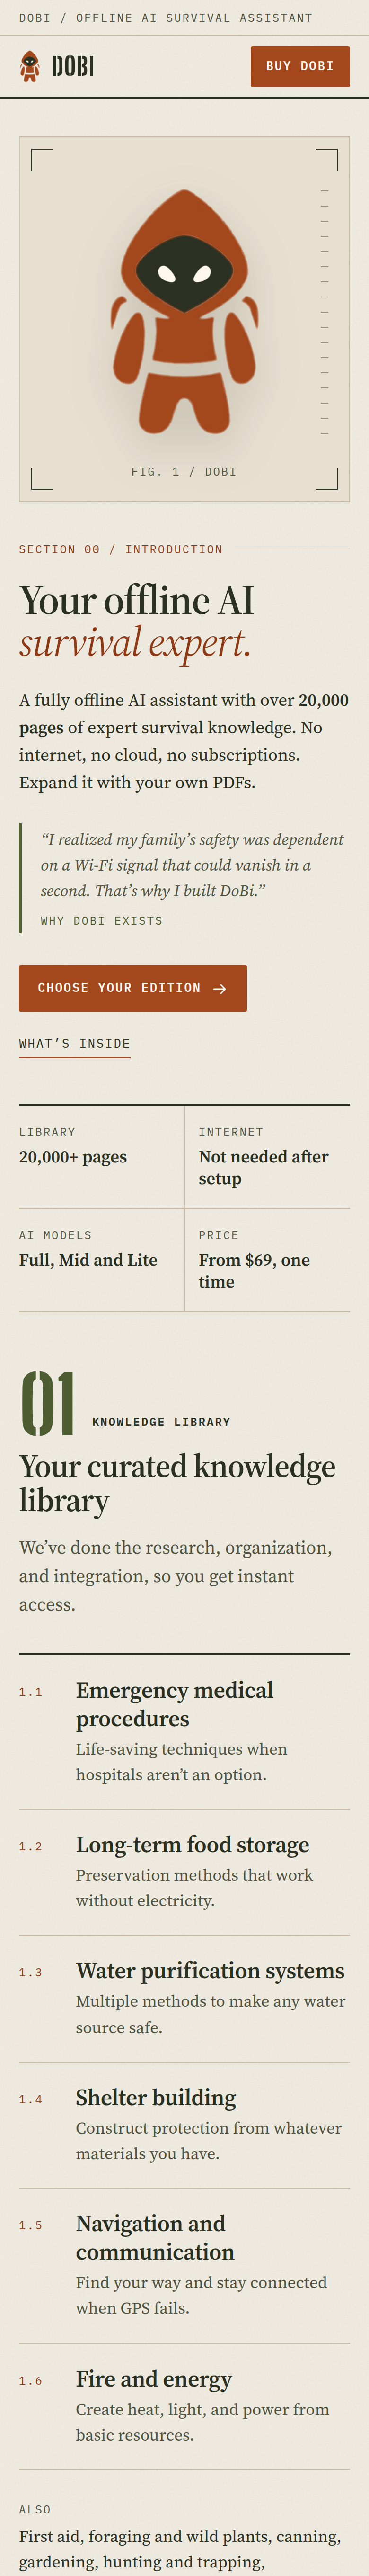 DOBI / OFFLINE AI SURVIVAL ASSISTANT
DOBI
BUY DOBI
FIG. 1 / DOBI
SECTION 00 / INTRODUCTION
Your offline AI
survival expert.
A fully offline AI assistant with over 20,000
pages of expert survival knowledge. No
internet, no cloud, no subscriptions.
Expand it with your own PDFs.
“I realized my family’s safety was dependent
on a Wi-Fi signal that could vanish in a
second. That’s why I built DoBi.”
WHY DOBI EXISTS
CHOOSE YOUR EDITION →
WHAT’S INSIDE
LIBRARY
20,000+ pages
INTERNET
Not needed after
setup
AI MODELS
Full, Mid and Lite
PRICE
From $69, one
time
01
KNOWLEDGE LIBRARY
Your curated knowledge
library
We’ve done the research, organization,
and integration, so you get instant
access.
1.1
Emergency medical
procedures
Life-saving techniques when
hospitals aren’t an option.
1.2
Long-term food storage
Preservation methods that work
without electricity.
1.3
Water purification systems
Multiple methods to make any water
source safe.
1.4
Shelter building
Construct protection from whatever
materials you have.
1.5
Navigation and
communication
Find your way and stay connected
when GPS fails.
1.6
Fire and energy
Create heat, light, and power from
basic resources.
ALSO
First aid, foraging and wild plants, canning,
gardening, hunting and trapping,